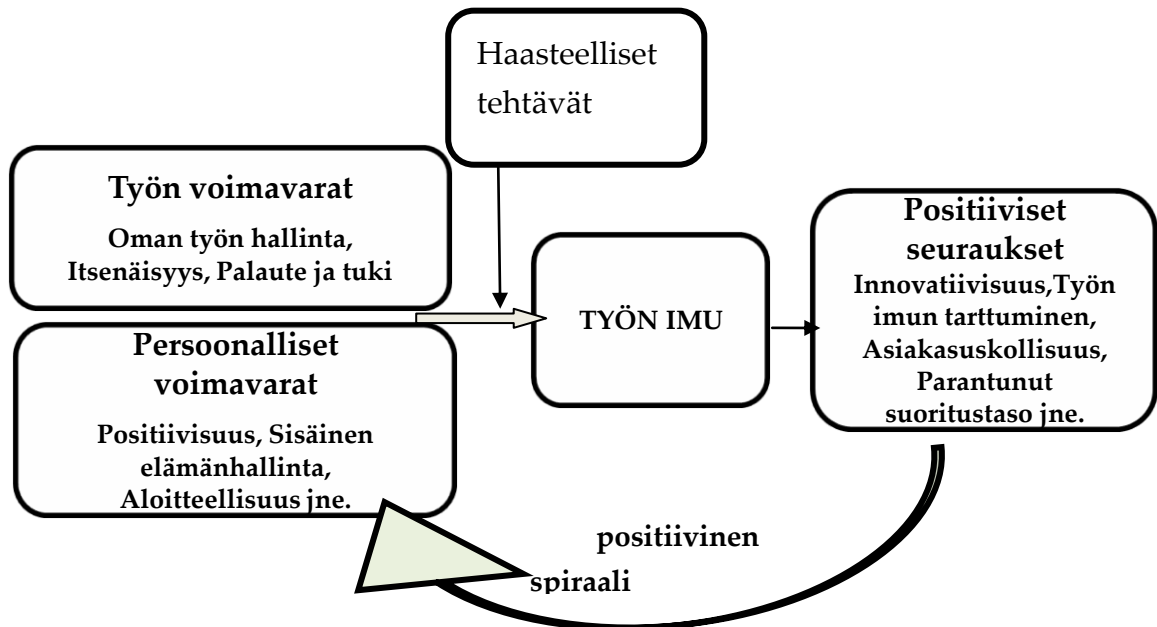 Haasteelliset
tehtävät
Työn voimavarat
Oman työn hallinta,
Itsenäisyys, Palaute ja tuki
Persoonalliset
voimavarat
Positiivisuus, Sisäinen
elämänhallinta,
Aloitteellisuus jne.
TYÖN IMU
Positiiviset
seuraukset
Innovatiivisuus,Työn
imun tarttuminen,
Asiakasuskollisuus,
Parantunut
suoritustaso jne.
positiivinen
spiraali